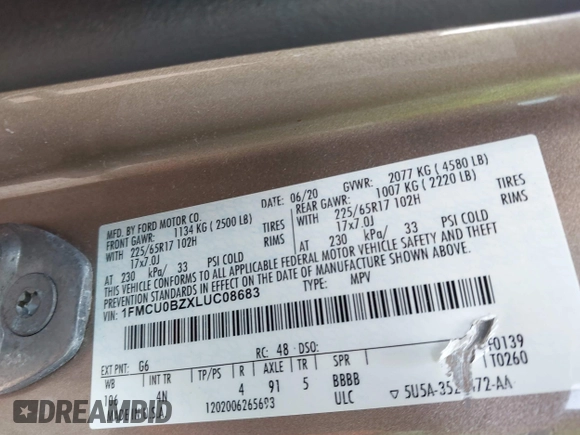 MFD. BY FORD MOTOR CO.
DATE: 06/20 GVWR: 2077 KG ( 4580 LB)
FRONT GAWR: 1134 KG ( 2500 LB) REAR GAWR: 1007 KG ( 2220 LB)
WITH 225/65R17 102H TIRES WITH 225/65R17 102H TIRES
17x7.0J RIMS 17x7.0J RIMS
AT 230 kPa/ 33 PSI COLD AT 230 kPa/ 33 PSI COLD
THIS VEHICLE CONFORMS TO ALL APPLICABLE FEDERAL MOTOR VEHICLE SAFETY AND THEFT
PREVENTION STANDARDS IN EFFECT ON THE DATE OF MANUFACTURE SHOWN ABOVE.
VIN: 1FMCU0BZXLUC08683 TYPE: MPV
EXT PNT: G6 RC: 48 DSO:
WB INT TR TP/PS R AXLE TR SPR
106 4N 4 91 5 BBBB
MADE IN U.S.A. 1202006265693 ULC
F0139
T0260
5U5A-352
DREAMBID